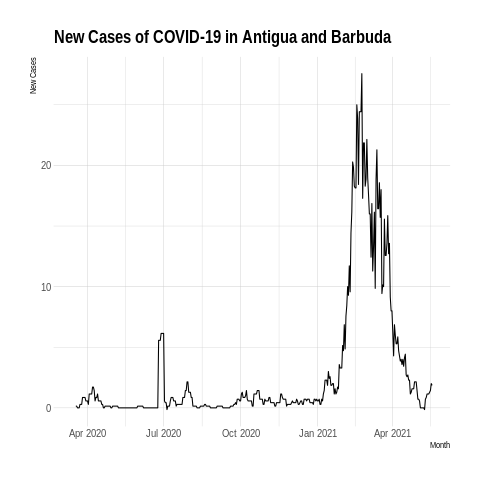 New Cases of COVID-19 in Antigua and Barbuda
New Cases
20
10
0
Apr 2020 Jul 2020 Oct 2020 Jan 2021 Apr 2021
Month